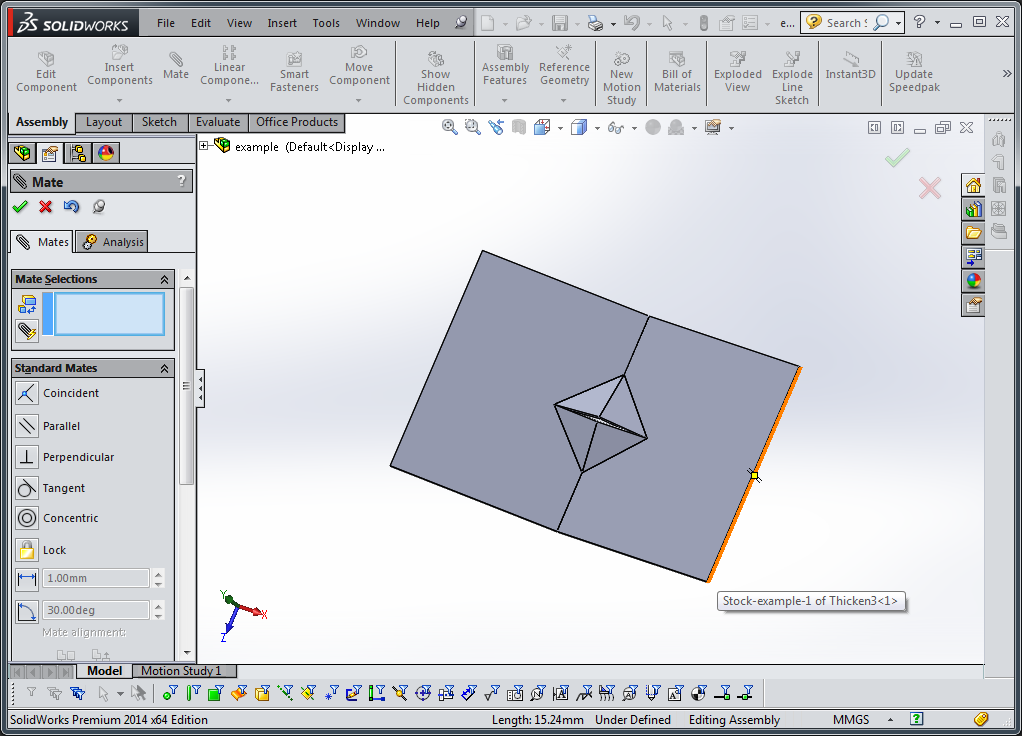 SOLIDWORKS File Edit View Insert Tools Window Help e... Search S
Edit Component
Insert Components
Mate
Linear Compone...
Smart Fasteners
Move Component
Show Hidden Components
Assembly Features
Reference Geometry
New Motion Study
Bill of Materials
Exploded View
Explode Line Sketch
Instant3D
Update Speedpak
Assembly Layout Sketch Evaluate Office Products
example (Default<Display ...
Mate ?
Mates Analysis
Mate Selections
Standard Mates
Coincident
Parallel
Perpendicular
Tangent
Concentric
Lock
1.00mm
30.00deg
Mate alignment:
Y
X
Z
Stock-example-1 of Thicken3<1>
Model Motion Study 1
SolidWorks Premium 2014 x64 Edition Length: 15.24mm Under Defined Editing Assembly MMGS ?